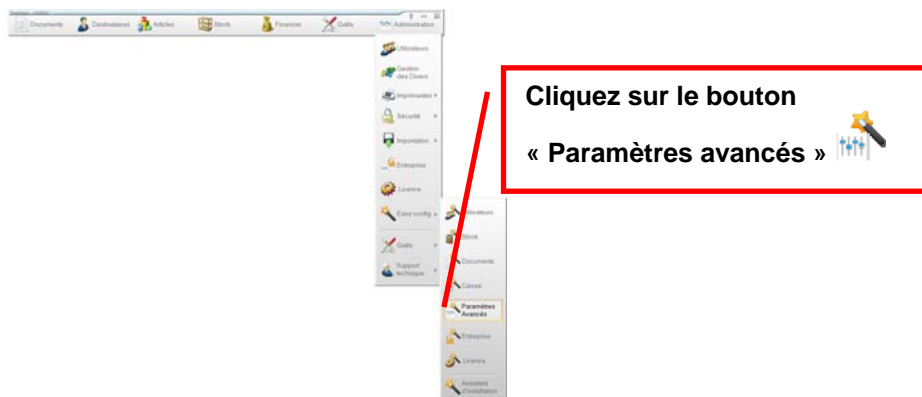 Documents
Destinataires
Articles
Stock
Financier
Outils
Administration
Utilisateurs
Gestion
des Divers
Imprimantes
Sécurité
Importation
Entreprise
Licence
Easy-config
Outils
Support
technique
Utilisateurs
Stock
Documents
Caisse
Paramètres
Avancés
Entreprise
Licence
Assistant
d'installation
Cliquez sur le bouton
« Paramètres avancés »